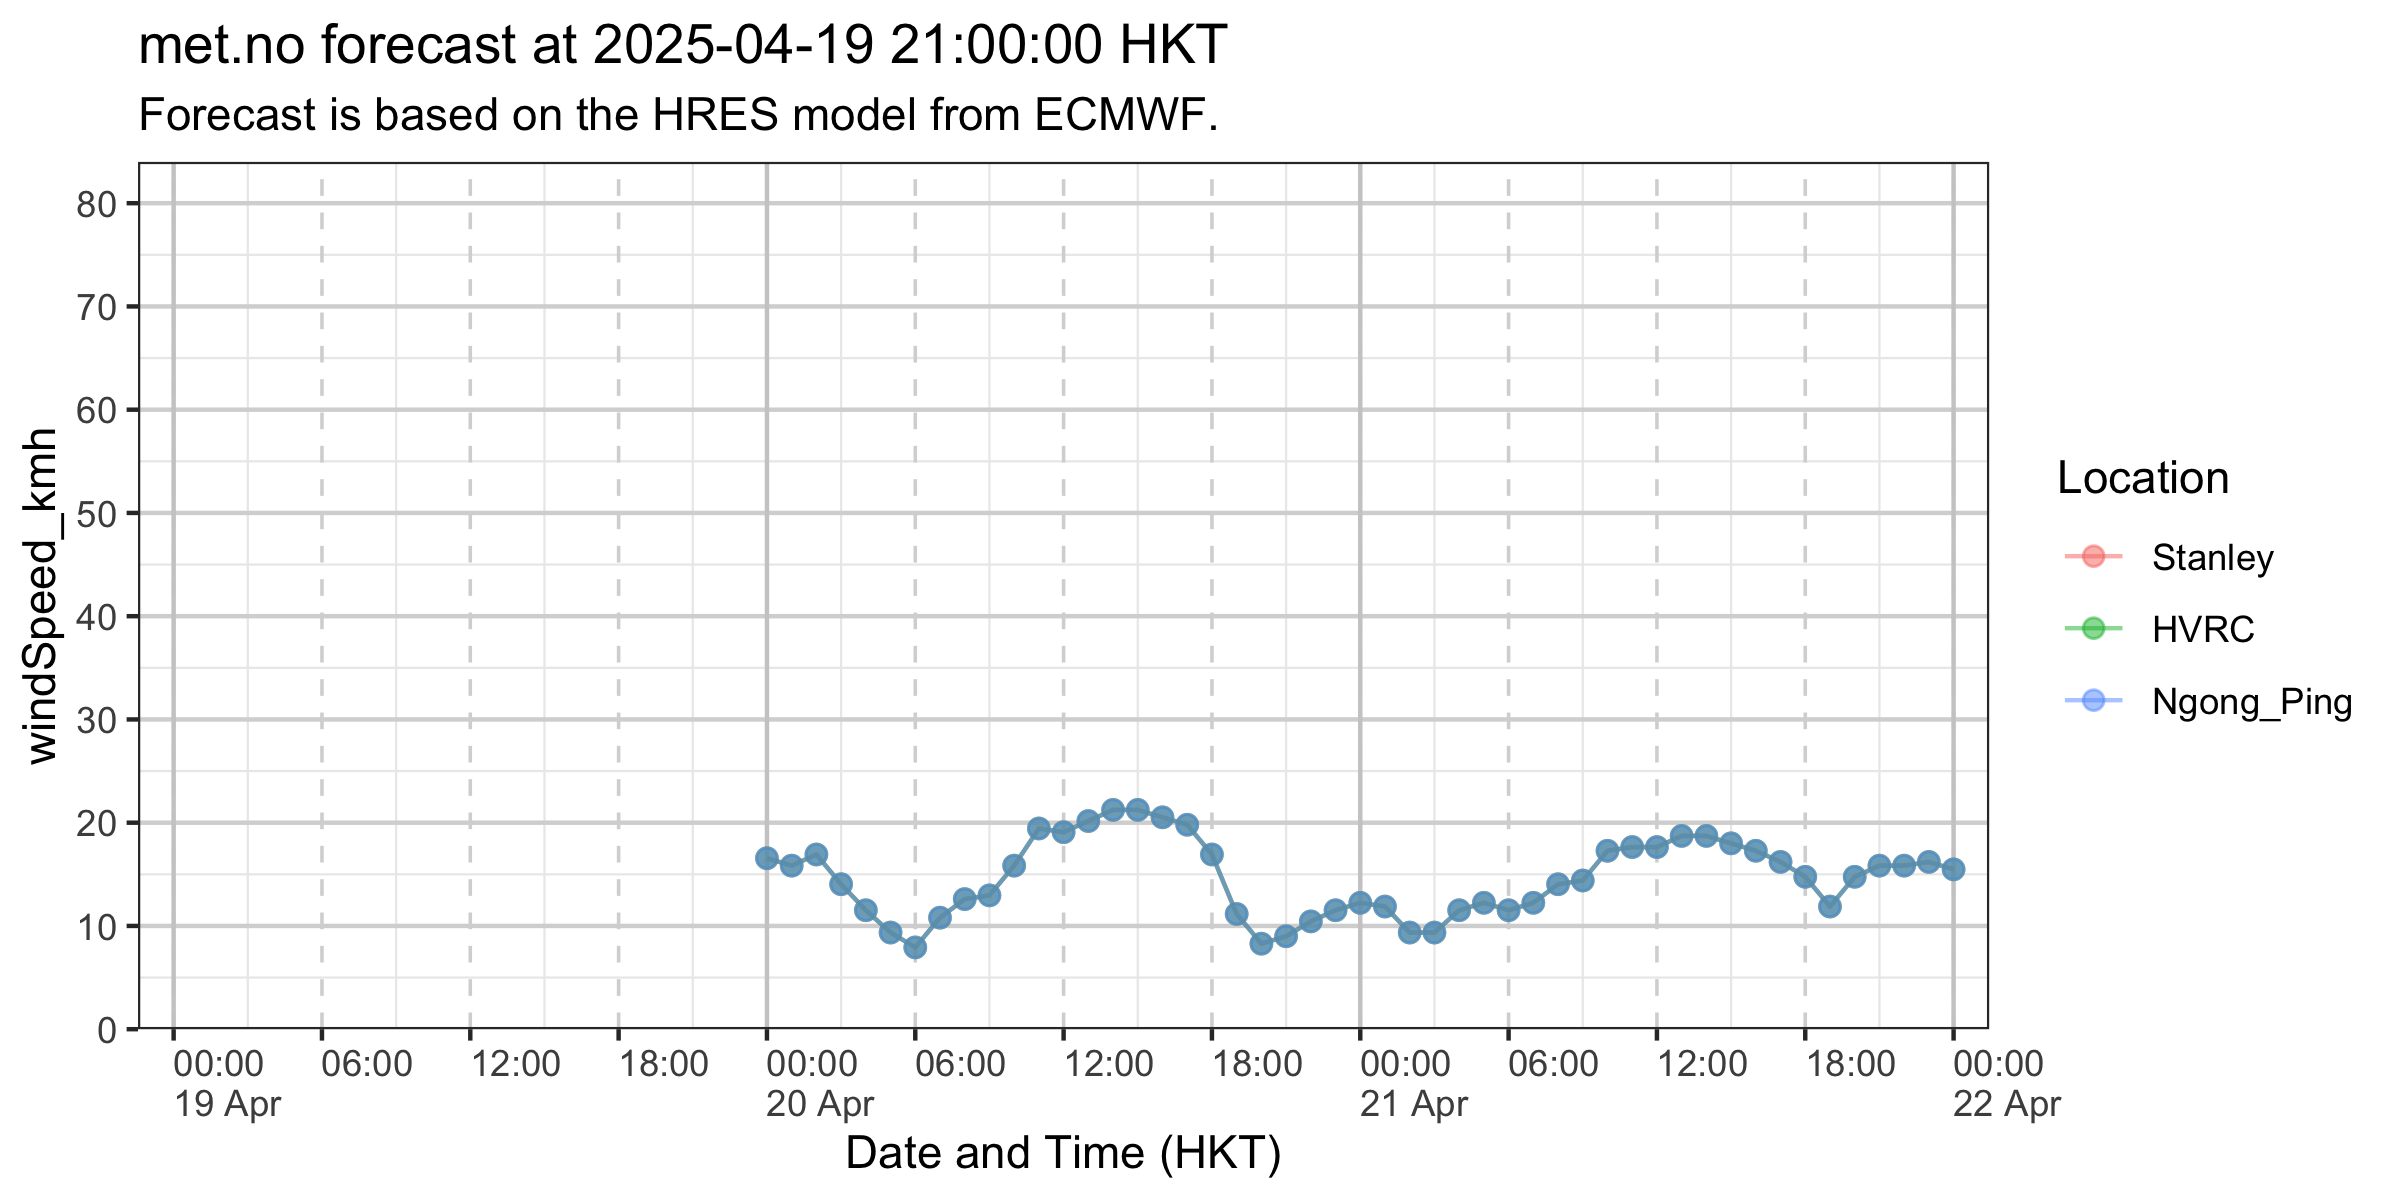 met.no forecast at 2025-04-19 21:00:00 HKT
Forecast is based on the HRES model from ECMWF.
windSpeed_kmh
80
70
60
50
40
30
20
10
0
00:00 06:00 12:00 18:00 00:00 06:00 12:00 18:00 00:00 06:00 12:00 18:00 00:00
19 Apr 20 Apr 21 Apr 22 Apr
Date and Time (HKT)
Location
Stanley
HVRC
Ngong_Ping